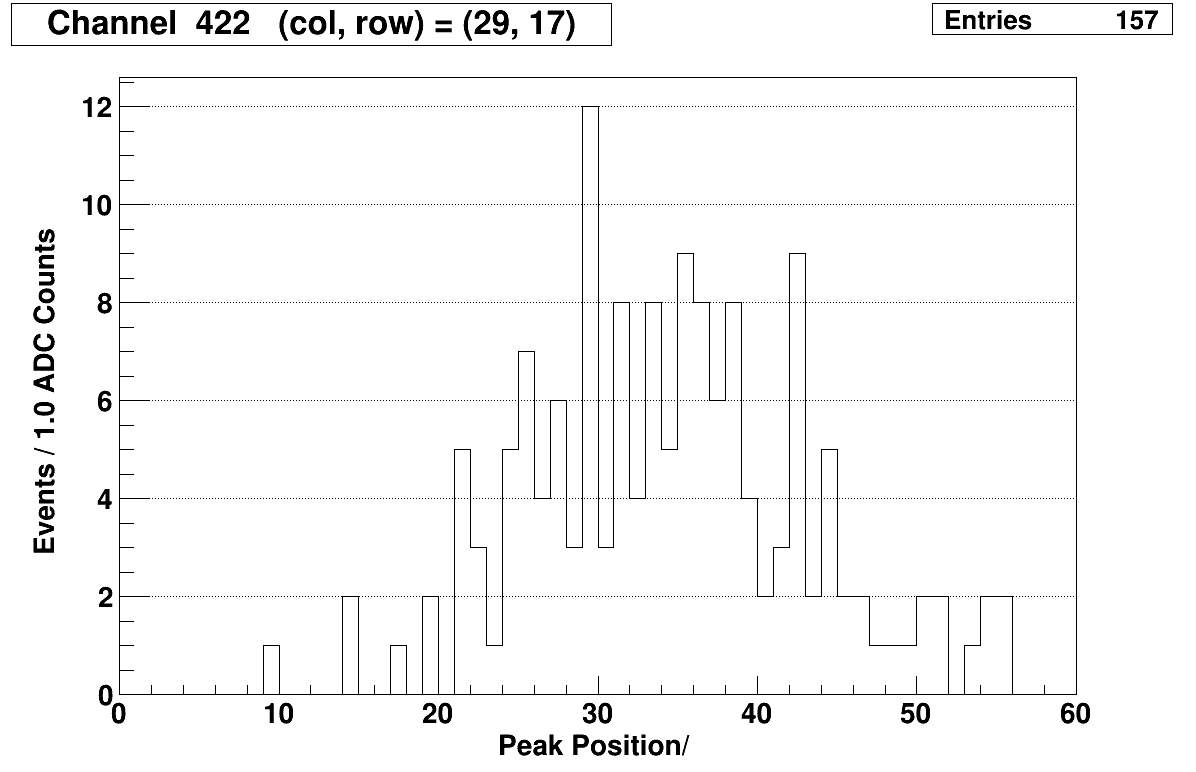 Channel 422 (col, row) = (29, 17)
Entries 157
12
10
8
6
4
2
0
Events / 1.0 ADC Counts
0 10 20 30 40 50 60
Peak Position/